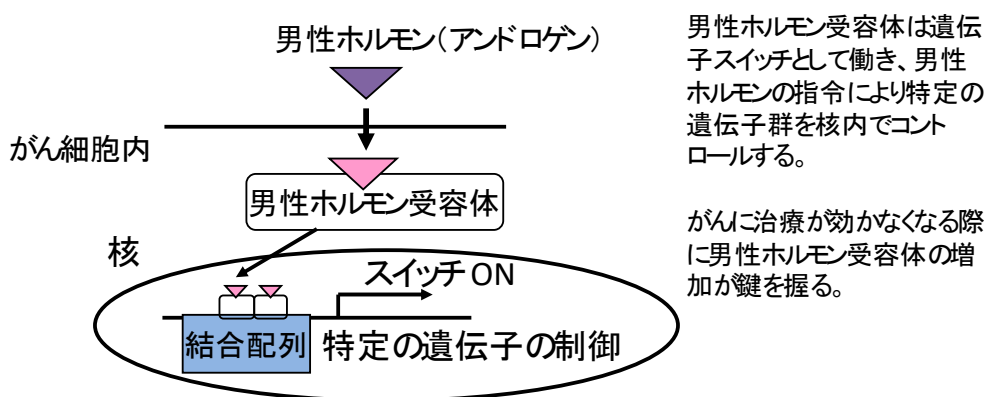 男性ホルモン(アンドロゲン)
がん細胞内
男性ホルモン受容体
核
スイッチON
結合配列
特定の遺伝子の制御
男性ホルモン受容体は遺伝
子スイッチとして働き、男性
ホルモンの指令により特定の
遺伝子群を核内でコント
ロールする。
がんに治療が効かなくなる際
に男性ホルモン受容体の増
加が鍵を握る。